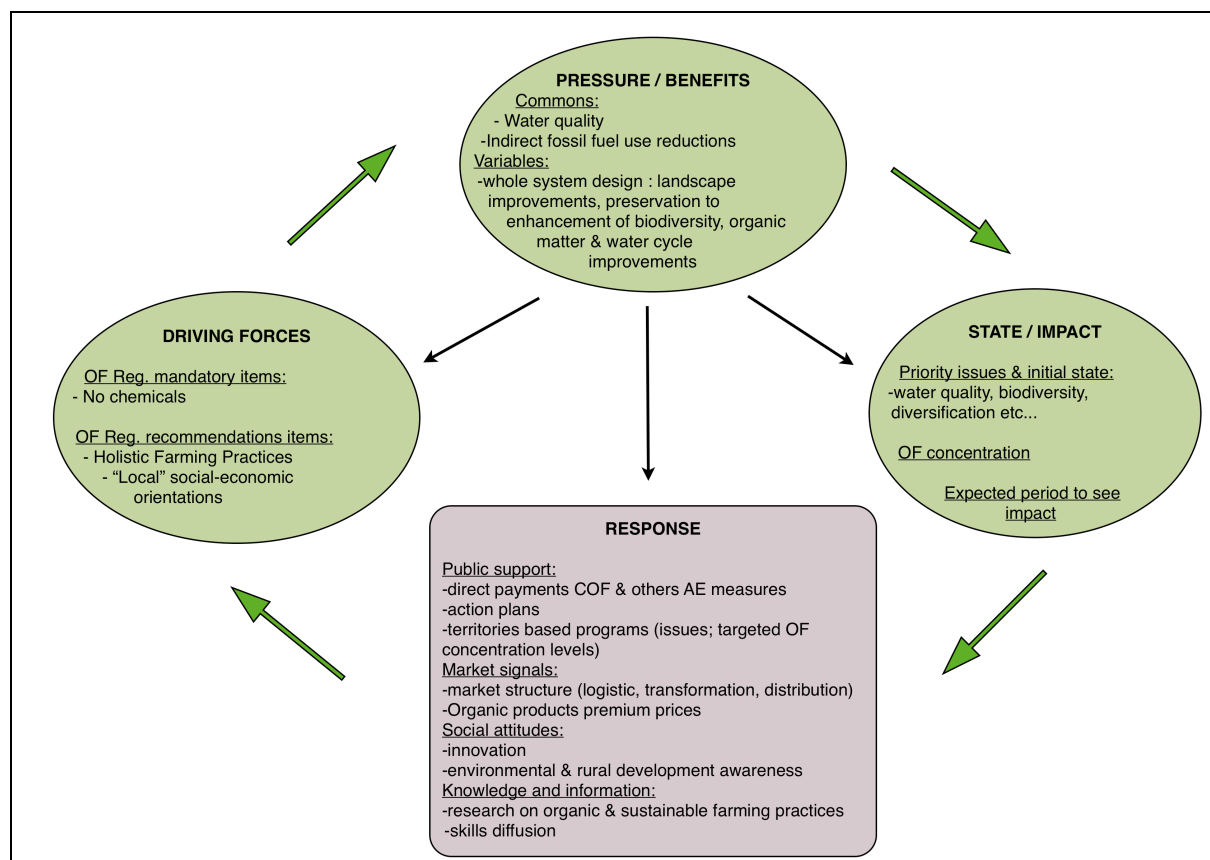 PRESSURE / BENEFITS
Commons:
- Water quality
-Indirect fossil fuel use reductions
Variables:
-whole system design : landscape
improvements, preservation to
enhancement of biodiversity, organic
matter & water cycle
improvements
DRIVING FORCES
OF Reg. mandatory items:
- No chemicals
OF Reg. recommendations items:
- Holistic Farming Practices
- “Local” social-economic
orientations
STATE / IMPACT
Priority issues & initial state:
-water quality, biodiversity,
diversification etc...
OF concentration
Expected period to see
impact
RESPONSE
Public support:
-direct payments COF & others AE measures
-action plans
-territories based programs (issues; targeted OF
concentration levels)
Market signals:
-market structure (logistic, transformation, distribution)
-Organic products premium prices
Social attitudes:
-innovation
-environmental & rural development awareness
Knowledge and information:
-research on organic & sustainable farming practices
-skills diffusion